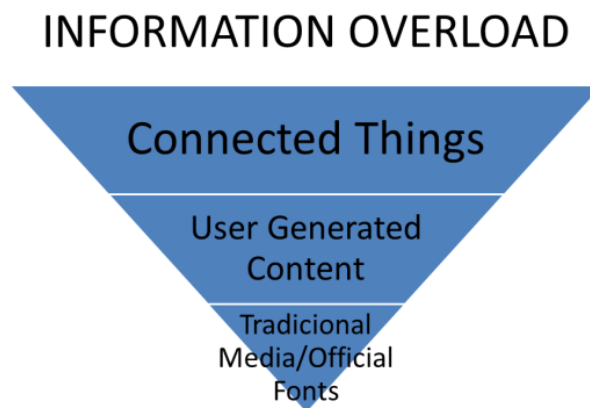 INFORMATION OVERLOAD
Connected Things
User Generated
Content
Tradicional
Media/Official
Fonts